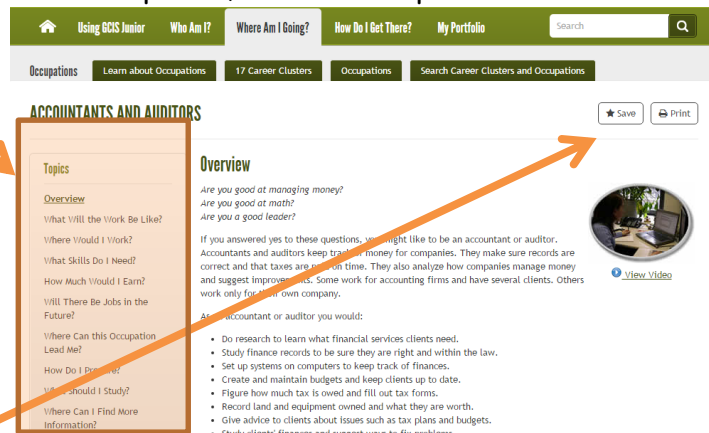 Using GCIS Junior Who Am I? Where Am I Going? How Do I Get There? My Portfolio Search
Occupations Learn about Occupations 17 Career Clusters Occupations Search Career Clusters and Occupations
ACCOUNTANTS AND AUDITORS
Save Print
Topics
Overview
What Will the Work Be Like?
Where Would I Work?
What Skills Do I Need?
How Much Would I Earn?
Will There Be Jobs in the
Future?
Where Can this Occupation
Lead Me?
How Do I
Should I Study?
Where Can I Find More
Information?
Overview
Are you good at managing money?
Are you good at math?
Are you a good leader?
If you answered yes to these questions, you might like to be an accountant or auditor.
Accountants and auditors keep track of money for companies. They make sure records are
correct and that taxes are on time. They also analyze how companies manage money
and suggest improvements. Some work for accounting firms and have several clients. Others
work only for their own company.
accountant or auditor you would:
• Do research to learn what financial services clients need.
• Study finance records to be sure they are right and within the law.
• Set up systems on computers to keep track of finances.
• Create and maintain budgets and keep clients up to date.
• Figure how much tax is owed and fill out tax forms.
• Record land and equipment owned and what they are worth.
• Give advice to clients about issues such as tax plans and budgets.
• Study clients' finances and suggest ways to fix problems.
View Video